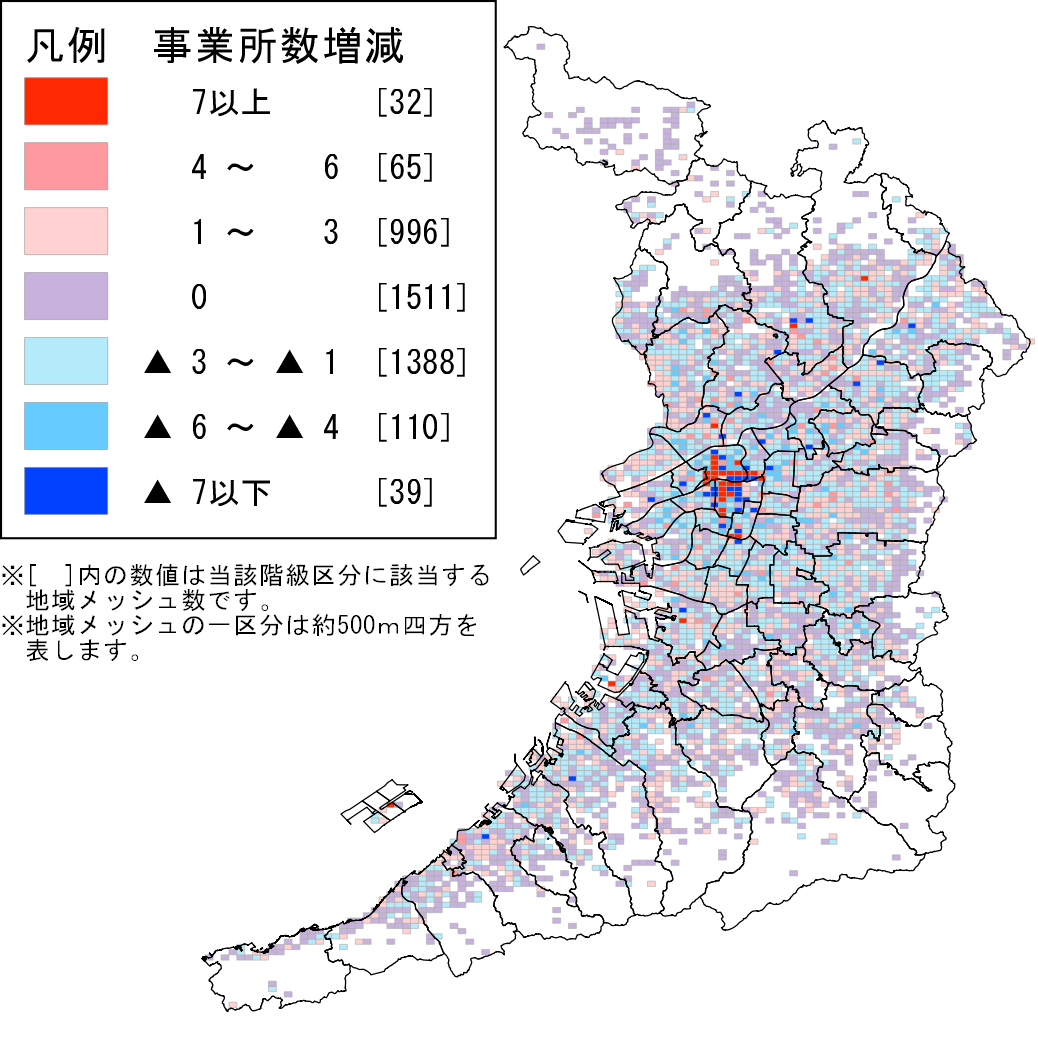 凡例 事業所数増減
7以上 [32]
4 ～ 6 [65]
1 ～ 3 [996]
0 [1511]
▲ 3 ～ ▲ 1 [1388]
▲ 6 ～ ▲ 4 [110]
▲ 7以下 [39]
※[ ]内の数値は当該階級区分に該当する
地域メッシュ数です。
※地域メッシュの一区分は約500m四方を
表します。